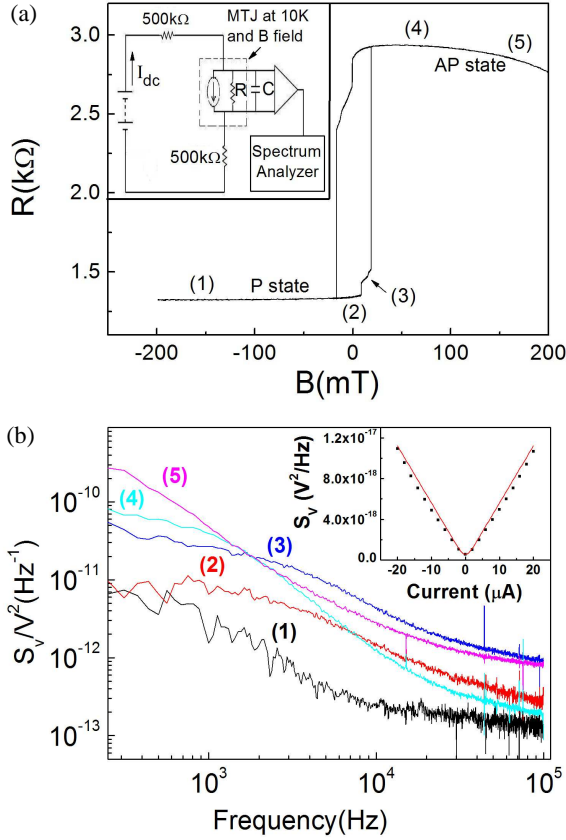 (a)
500kΩ
MTJ at 10K
and B field
I_dc
R
C
500kΩ
Spectrum
Analyzer
(4)
(5)
AP state
(1)
P state
(2)
(3)
3.0
2.5
2.0
1.5
R(kΩ)
-200
-100
0
100
200
B(mT)
(b)
(5)
(4)
(3)
(2)
(1)
10^-10
10^-11
10^-12
10^-13
S_v/V^2(Hz^-1)
10^3
10^4
10^5
Frequency(Hz)
1.2x10^-17
8.0x10^-18
4.0x10^-18
0.0
S_V (V^2/Hz)
-20
-10
0
10
20
Current (μA)